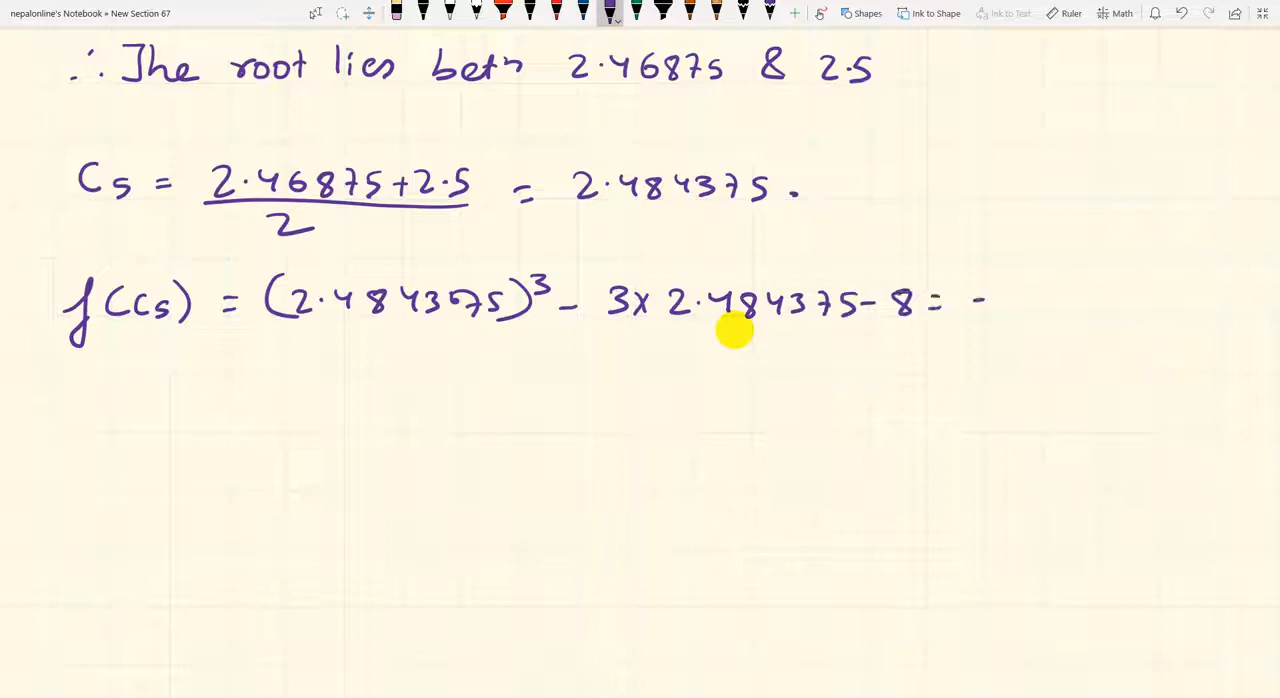 nepalonline's Notebook » New Section 67
Shapes Ink to Shape Ink to Text Ruler Math
∴ The root lies betn 2.46875 & 2.5
C5 = 2.46875+2.5 / 2 = 2.484375.
f(C5) = (2.484375)³ - 3x 2.484375 - 8 = -